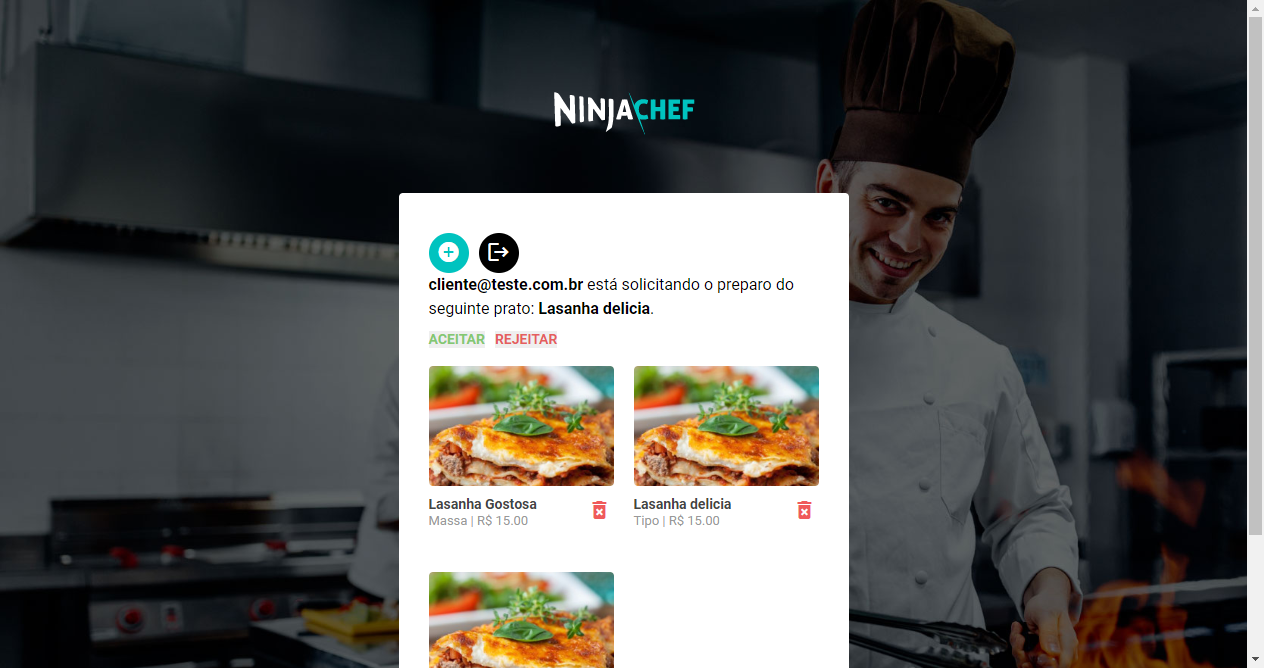 NINJACHEF
cliente@teste.com.br está solicitando o preparo do
seguinte prato: Lasanha delicia.
ACEITAR REJEITAR
Lasanha Gostosa
Massa | R$ 15.00
Lasanha delicia
Tipo | R$ 15.00